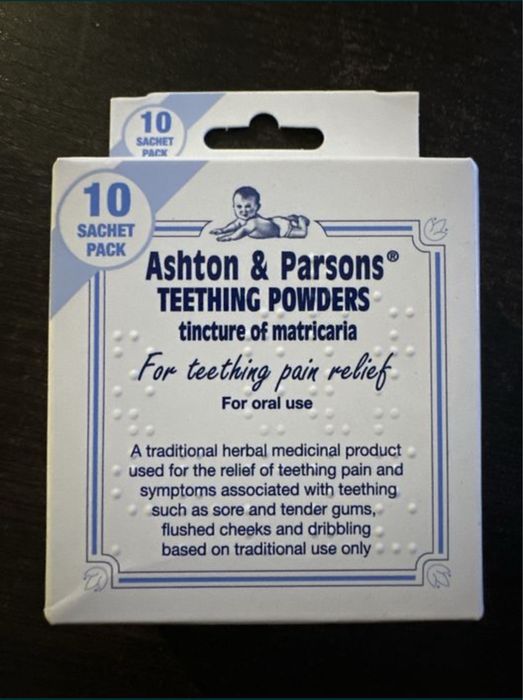 10
SACHET
PACK
10
SACHET
PACK
Ashton & Parsons®
TEETHING POWDERS
tincture of matricaria
For teething pain relief
For oral use
A traditional herbal medicinal product
used for the relief of teething pain and
symptoms associated with teething
such as sore and tender gums,
flushed cheeks and dribbling
based on traditional use only